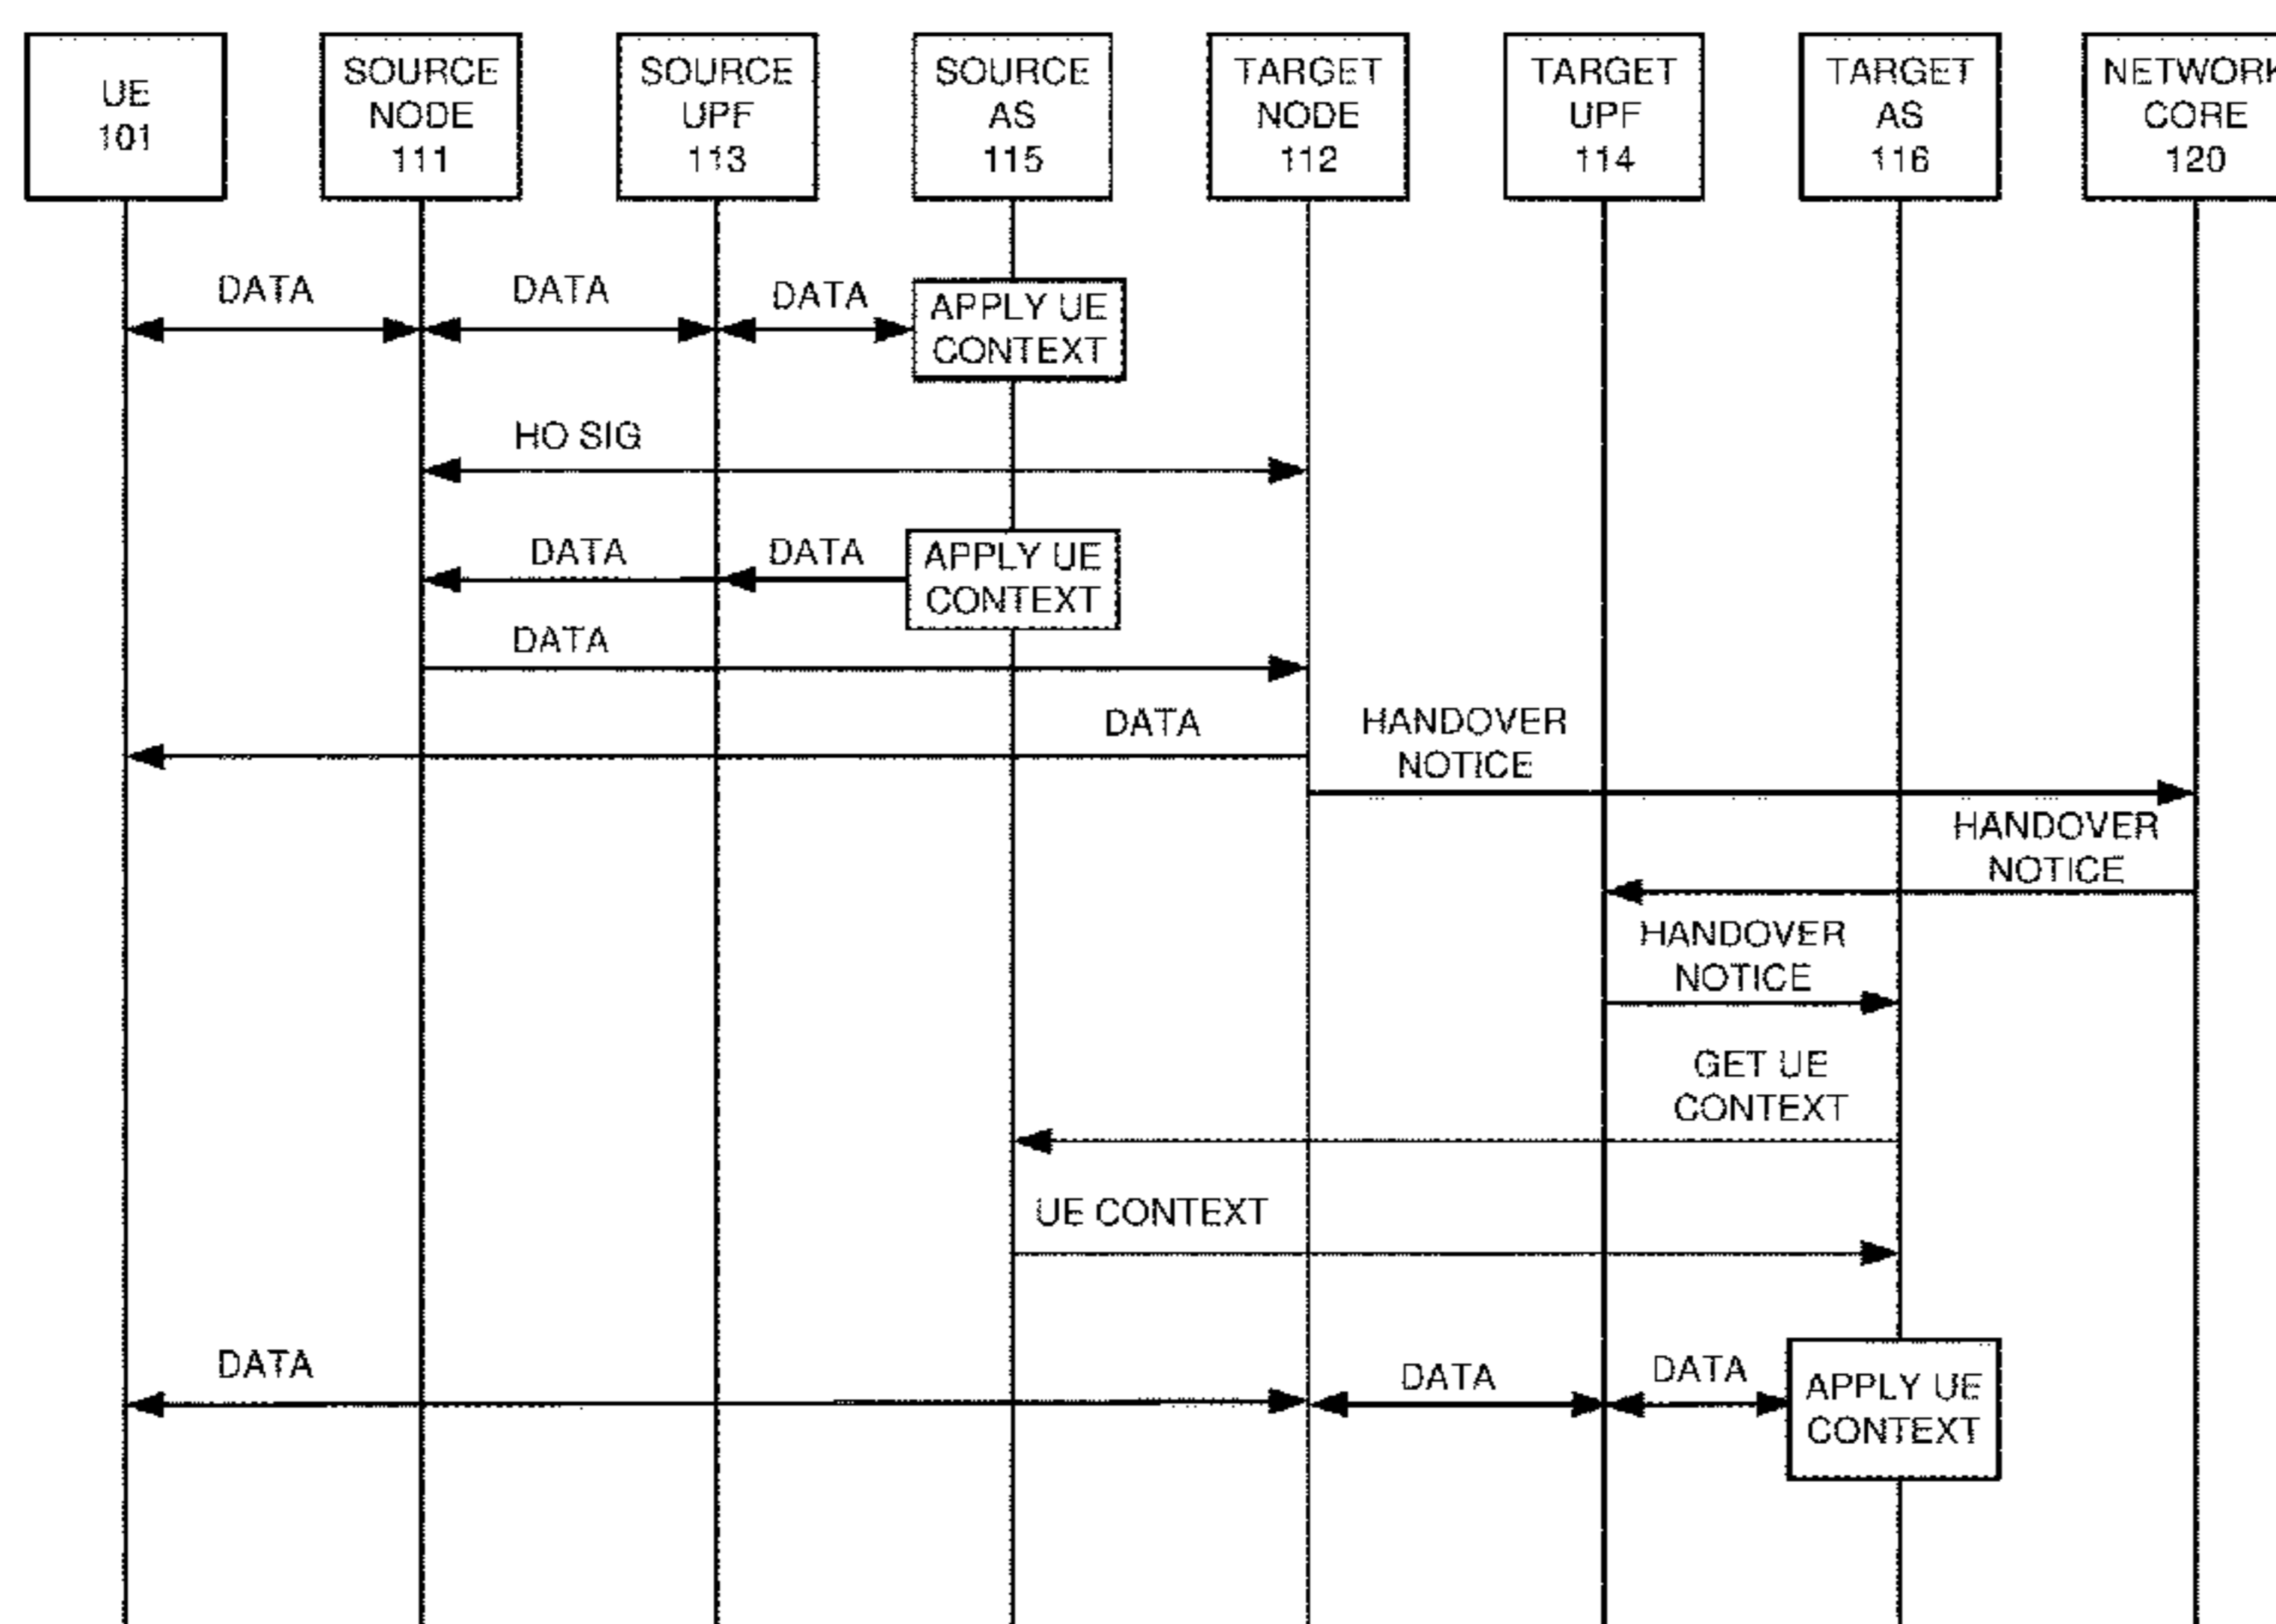 UE
101
SOURCE
NODE
111
SOURCE
UPF
113
SOURCE
AS
115
TARGET
NODE
112
TARGET
UPF
114
TARGET
AS
116
NETWORK
CORE
120
DATA
DATA
DATA
APPLY UE
CONTEXT
HO SIG
DATA
DATA
APPLY UE
CONTEXT
DATA
DATA
HANDOVER
NOTICE
HANDOVER
NOTICE
HANDOVER
NOTICE
GET UE
CONTEXT
UE CONTEXT
DATA
DATA
DATA
APPLY UE
CONTEXT